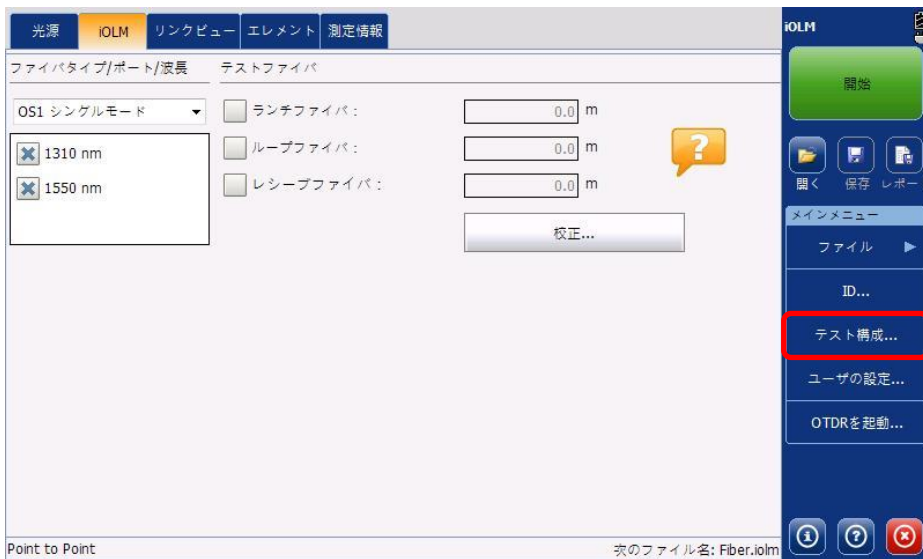 光源
iOLM
リンクビュー
エレメント
測定情報
ファイバタイプ/ポート/波長
テストファイバ
OS1 シングルモード
1310 nm
1550 nm
ランチファイバ :
0.0 m
ループファイバ :
0.0 m
レシーブファイバ :
0.0 m
?
校正...
Point to Point
次のファイル名: Fiber.iolm
iOLM
開始
開く
保存
レポー
メインメニュー
ファイル
ID...
テスト構成...
ユーザの設定...
OTDRを起動...